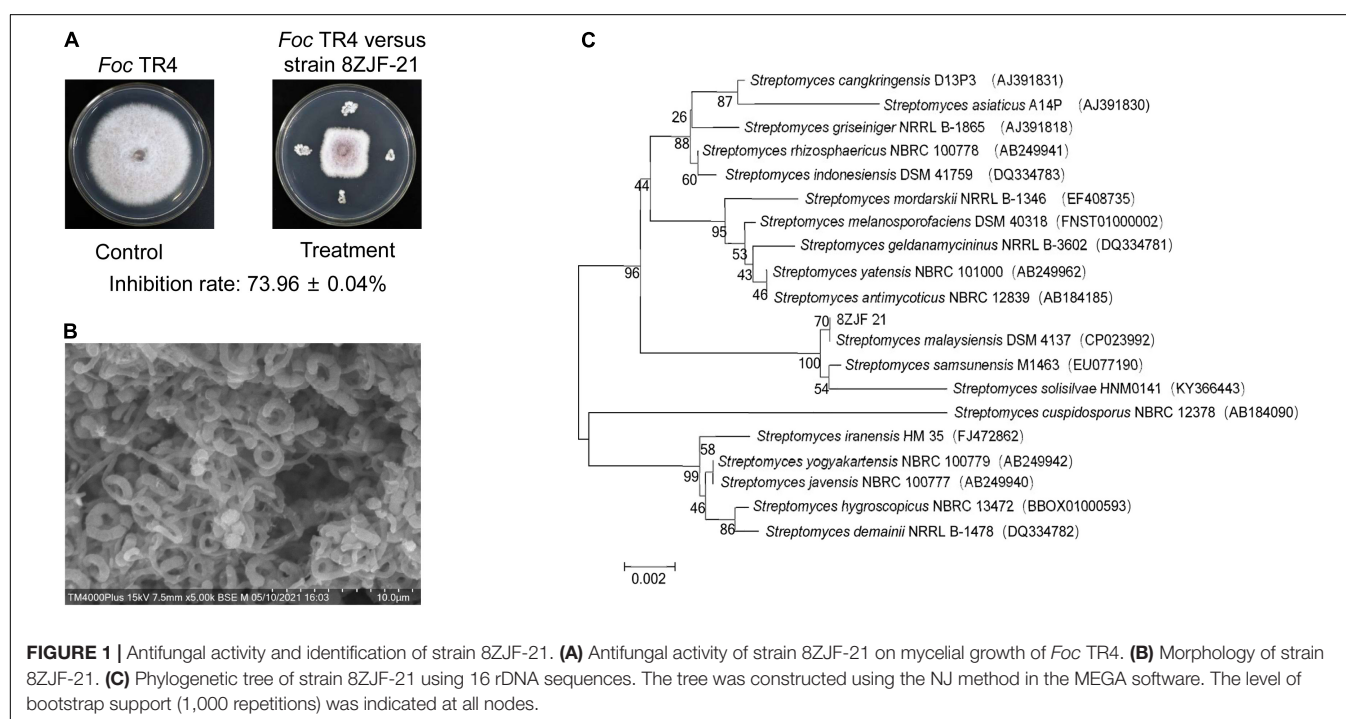 A
Foc TR4
Foc TR4 versus
strain 8ZJF-21
Control
Treatment
Inhibition rate: 73.96 ± 0.04%
B
TM4000Plus 15kV 7.5mm x5.00k BSE M 05/10/2021 16:03 10.0µm
C
Streptomyces cangkringensis D13P3 (AJ391831)
87
Streptomyces asiaticus A14P (AJ391830)
26
Streptomyces griseiniger NRRL B-1865 (AJ391818)
88
Streptomyces rhizosphaericus NBRC 100778 (AB249941)
60
Streptomyces indonesiensis DSM 41759 (DQ334783)
44
Streptomyces mordarskii NRRL B-1346 (EF408735)
95
Streptomyces melanosporofaciens DSM 40318 (FNST01000002)
53
Streptomyces geldanamycininus NRRL B-3602 (DQ334781)
43
Streptomyces yatensis NBRC 101000 (AB249962)
46
Streptomyces antimycoticus NBRC 12839 (AB184185)
96
70
8ZJF 21
Streptomyces malaysiensis DSM 4137 (CP023992)
100
Streptomyces samsunensis M1463 (EU077190)
54
Streptomyces solisilvae HNM0141 (KY366443)
Streptomyces cuspidosporus NBRC 12378 (AB184090)
Streptomyces iranensis HM 35 (FJ472862)
58
Streptomyces yogyakartensis NBRC 100779 (AB249942)
99
Streptomyces javensis NBRC 100777 (AB249940)
46
Streptomyces hygroscopicus NBRC 13472 (BBOX01000593)
86
Streptomyces demainii NRRL B-1478 (DQ334782)
0.002
FIGURE 1 | Antifungal activity and identification of strain 8ZJF-21. (A) Antifungal activity of strain 8ZJF-21 on mycelial growth of Foc TR4. (B) Morphology of strain
8ZJF-21. (C) Phylogenetic tree of strain 8ZJF-21 using 16 rDNA sequences. The tree was constructed using the NJ method in the MEGA software. The level of
bootstrap support (1,000 repetitions) was indicated at all nodes.